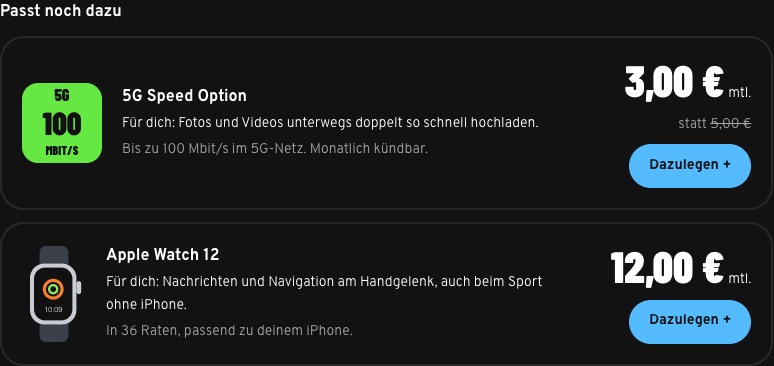 Passt noch dazu
5G
100
MBIT/S
5G Speed Option
Für dich: Fotos und Videos unterwegs doppelt so schnell hochladen.
Bis zu 100 Mbit/s im 5G-Netz. Monatlich kündbar.
3,00 € mtl.
statt 5,00 €
Dazulegen +
10:09
Apple Watch 12
Für dich: Nachrichten und Navigation am Handgelenk, auch beim Sport
ohne iPhone.
In 36 Raten, passend zu deinem iPhone.
12,00 € mtl.
Dazulegen +